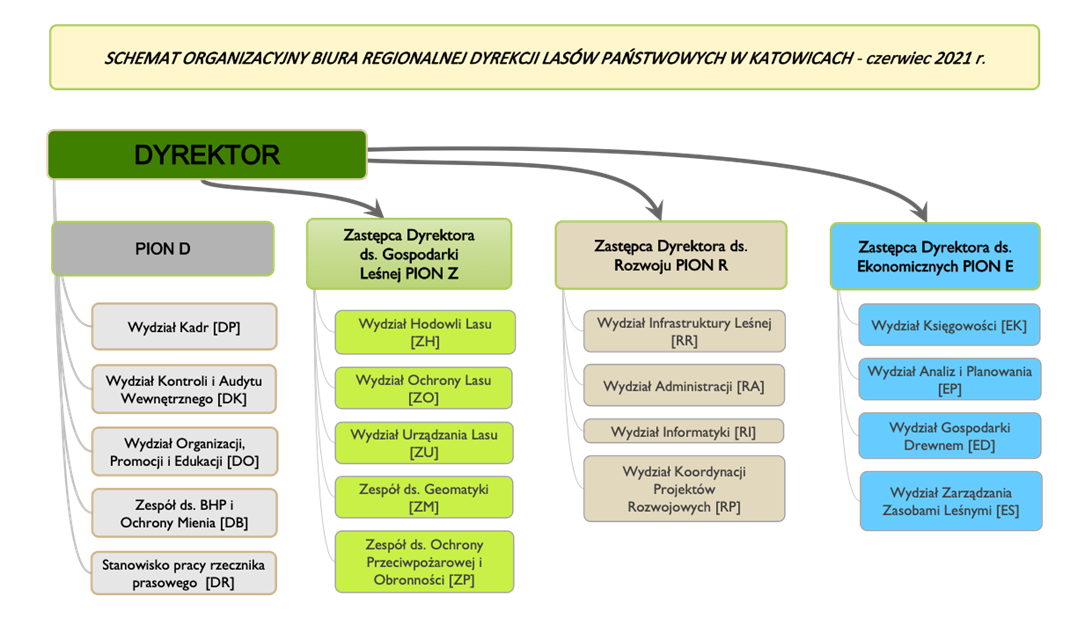 SCHEMAT ORGANIZACYJNY BIURA REGIONALNEJ DYREKCJI LASÓW PAŃSTWOWYCH W KATOWICACH - czerwiec 2021 r.
DYREKTOR
PION D
Wydział Kadr [DP]
Wydział Kontroli i Audytu
Wewnętrznego [DK]
Wydział Organizacji,
Promocji i Edukacji [DO]
Zespół ds. BHP i
Ochrony Mienia [DB]
Stanowisko pracy rzecznika
prasowego [DR]
Zastępca Dyrektora
ds. Gospodarki
Leśnej PION Z
Wydział Hodowli Lasu
[ZH]
Wydział Ochrony Lasu
[ZO]
Wydział Urządzania Lasu
[ZU]
Zespół ds. Geomatyki
[ZM]
Zespół ds. Ochrony
Przeciwpożarowej i
Obronności [ZP]
Zastępca Dyrektora ds.
Rozwoju PION R
Wydział Infrastruktury Leśnej
[RR]
Wydział Administracji [RA]
Wydział Informatyki [RI]
Wydział Koordynacji
Projektów
Rozwojowych [RP]
Zastępca Dyrektora ds.
Ekonomicznych PION E
Wydział Księgowości [EK]
Wydział Analiz i Planowania
[EP]
Wydział Gospodarki
Drewnem [ED]
Wydział Zarządzania
Zasobami Leśnymi [ES]